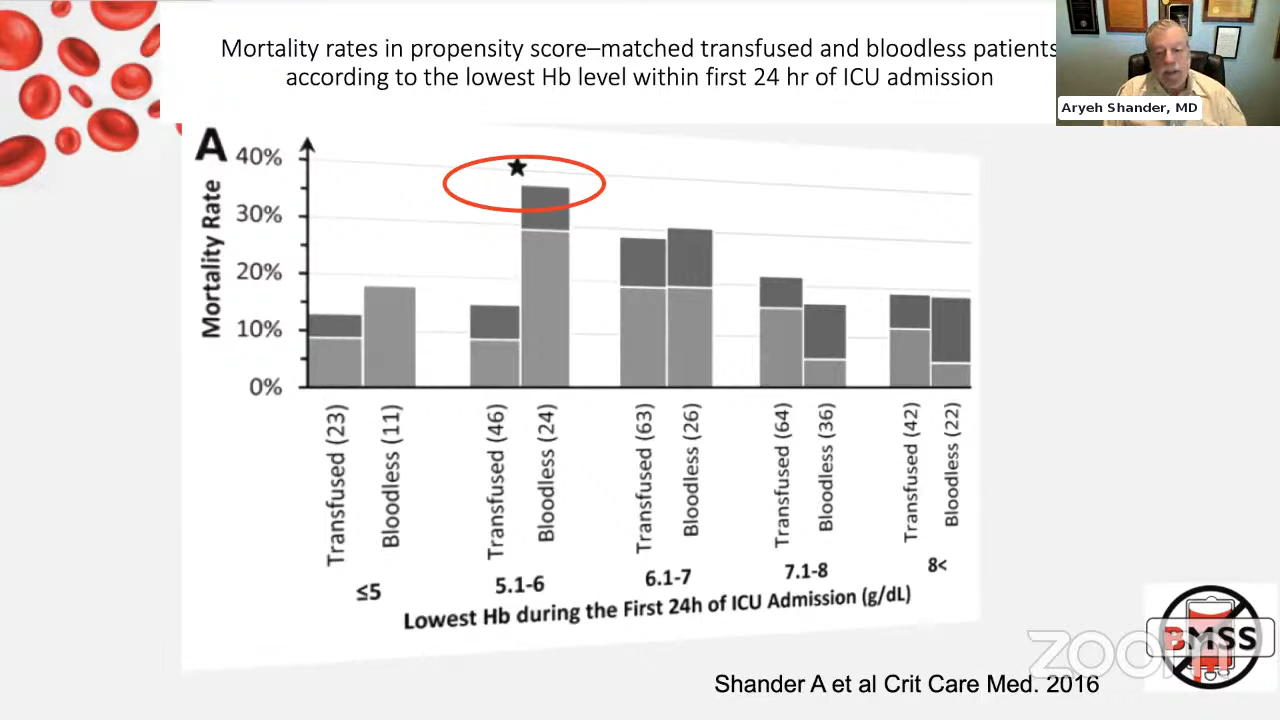 Mortality rates in propensity score–matched transfused and bloodless patients
according to the lowest Hb level within first 24 hr of ICU admission
Aryeh Shander, MD
A
40%
30%
20%
10%
0%
Mortality Rate
Transfused (23)
Bloodless (11)
Transfused (46)
Bloodless (24)
Transfused (63)
Bloodless (26)
Transfused (64)
Bloodless (36)
Transfused (42)
Bloodless (22)
≤5
5.1-6
6.1-7
7.1-8
8<
Lowest Hb during the First 24h of ICU Admission (g/dL)
zoom
BMSS
Shander A et al Crit Care Med. 2016